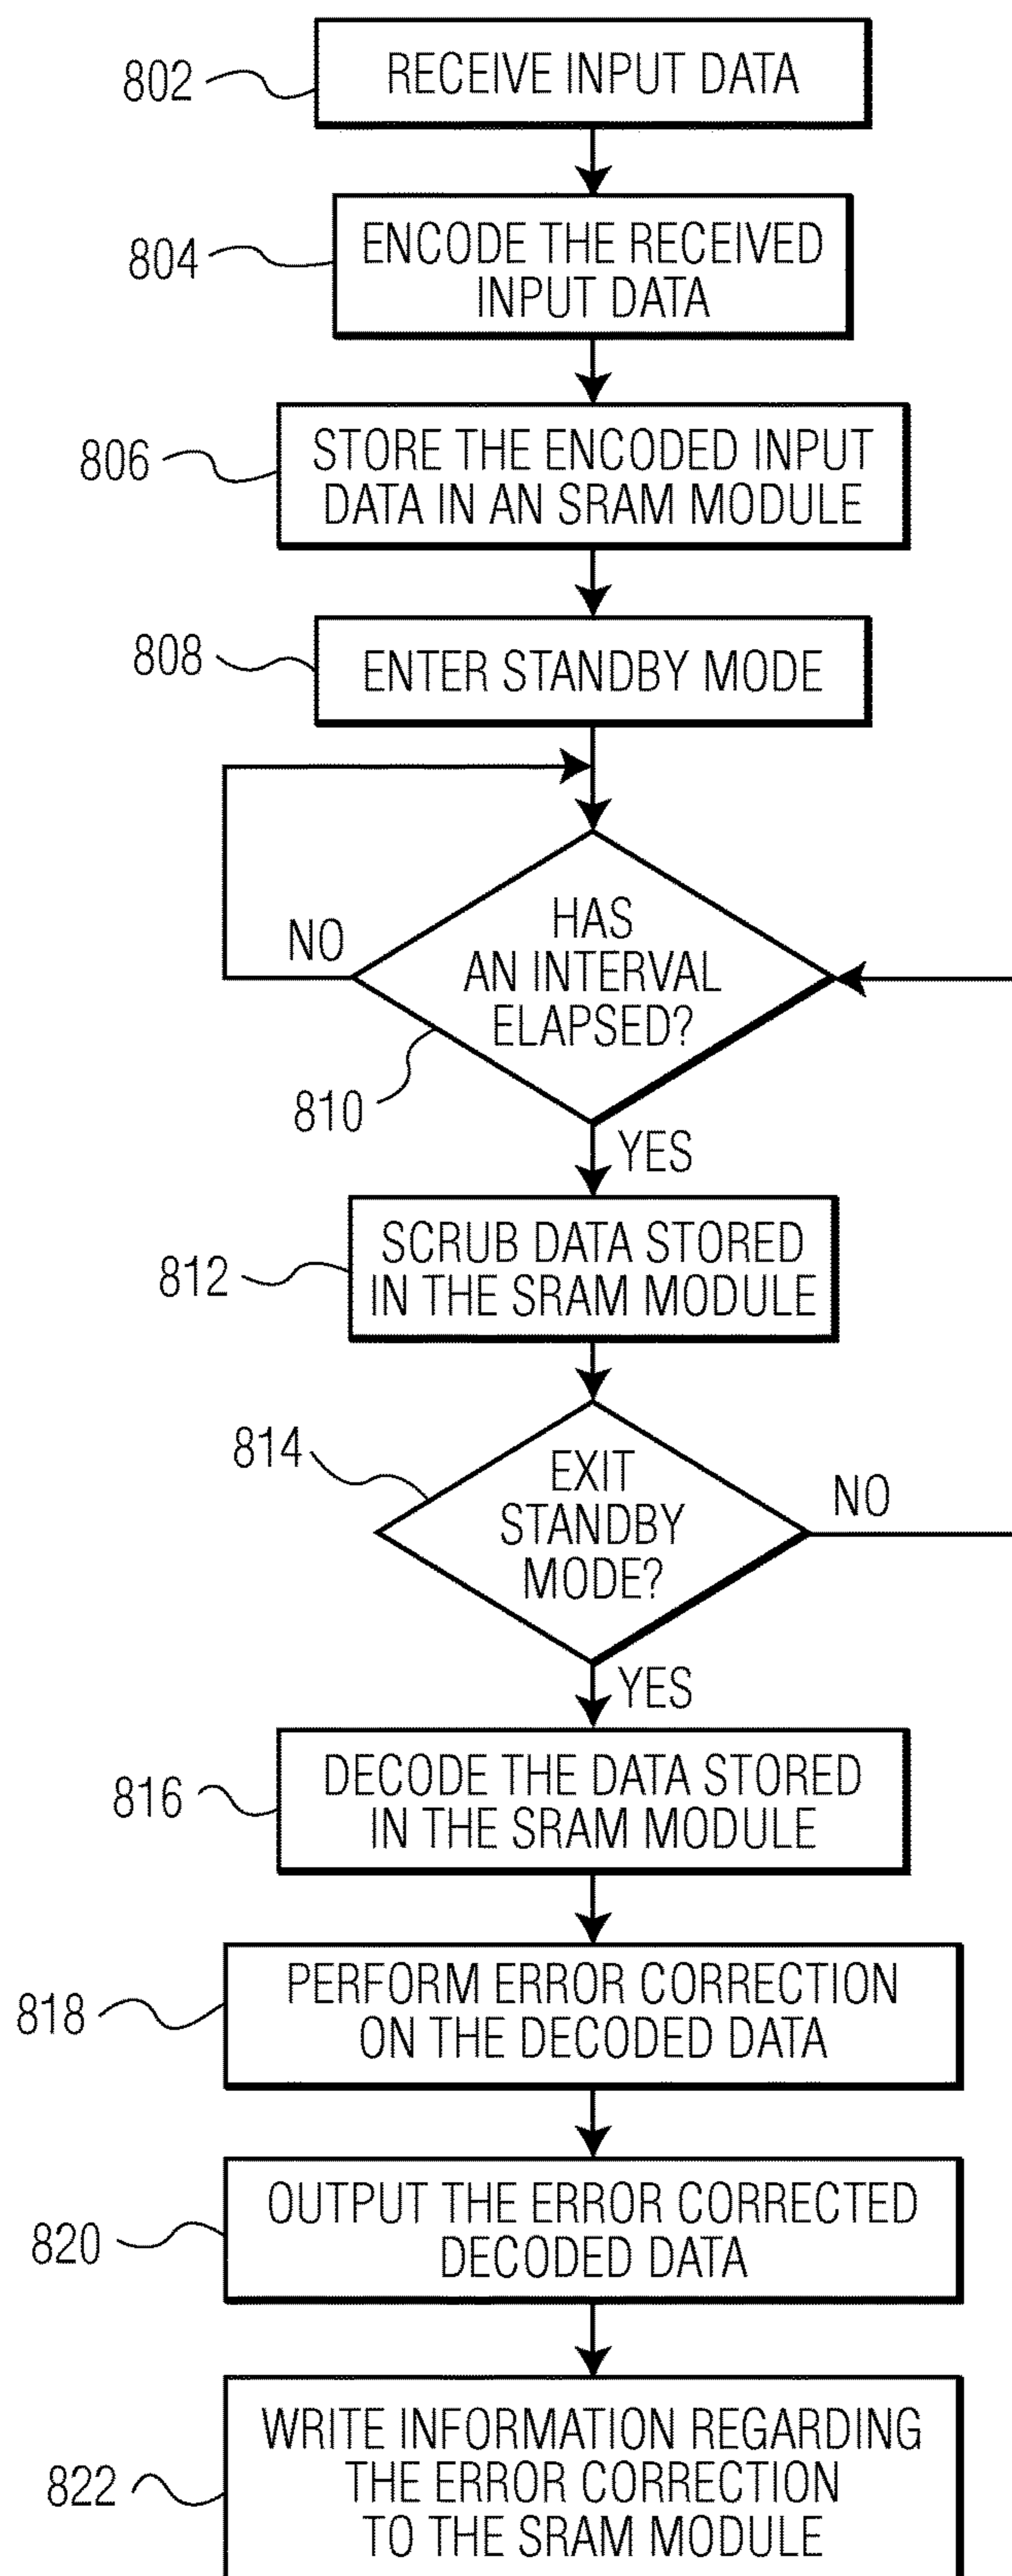 802
RECEIVE INPUT DATA
804
ENCODE THE RECEIVED
INPUT DATA
806
STORE THE ENCODED INPUT
DATA IN AN SRAM MODULE
808
ENTER STANDBY MODE
NO
HAS
AN INTERVAL
ELAPSED?
810
YES
812
SCRUB DATA STORED
IN THE SRAM MODULE
814
EXIT
STANDBY
MODE?
NO
YES
816
DECODE THE DATA STORED
IN THE SRAM MODULE
818
PERFORM ERROR CORRECTION
ON THE DECODED DATA
820
OUTPUT THE ERROR CORRECTED
DECODED DATA
822
WRITE INFORMATION REGARDING
THE ERROR CORRECTION
TO THE SRAM MODULE